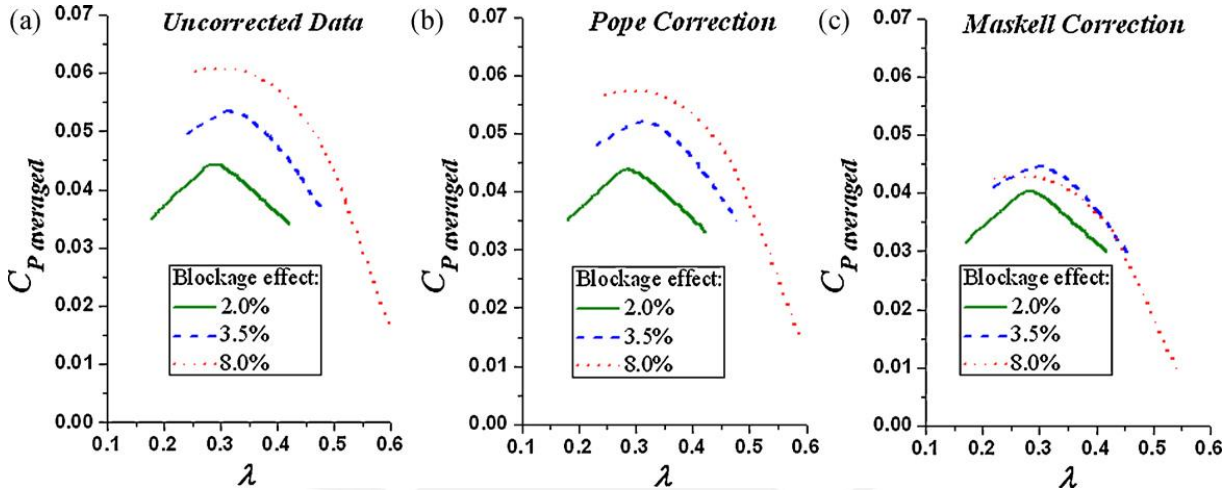 (a)
Uncorrected Data
0.07
0.06
0.05
0.04
0.03
0.02
0.01
0.00
C P averaged
Blockage effect:
2.0%
3.5%
8.0%
0.1 0.2 0.3 0.4 0.5 0.6
λ
(b)
Pope Correction
0.07
0.06
0.05
0.04
0.03
0.02
0.01
0.00
C P averaged
Blockage effect:
2.0%
3.5%
8.0%
0.1 0.2 0.3 0.4 0.5 0.6
λ
(c)
Maskell Correction
0.07
0.06
0.05
0.04
0.03
0.02
0.01
0.00
C P averaged
Blockage effect:
2.0%
3.5%
8.0%
0.1 0.2 0.3 0.4 0.5 0.6
λ